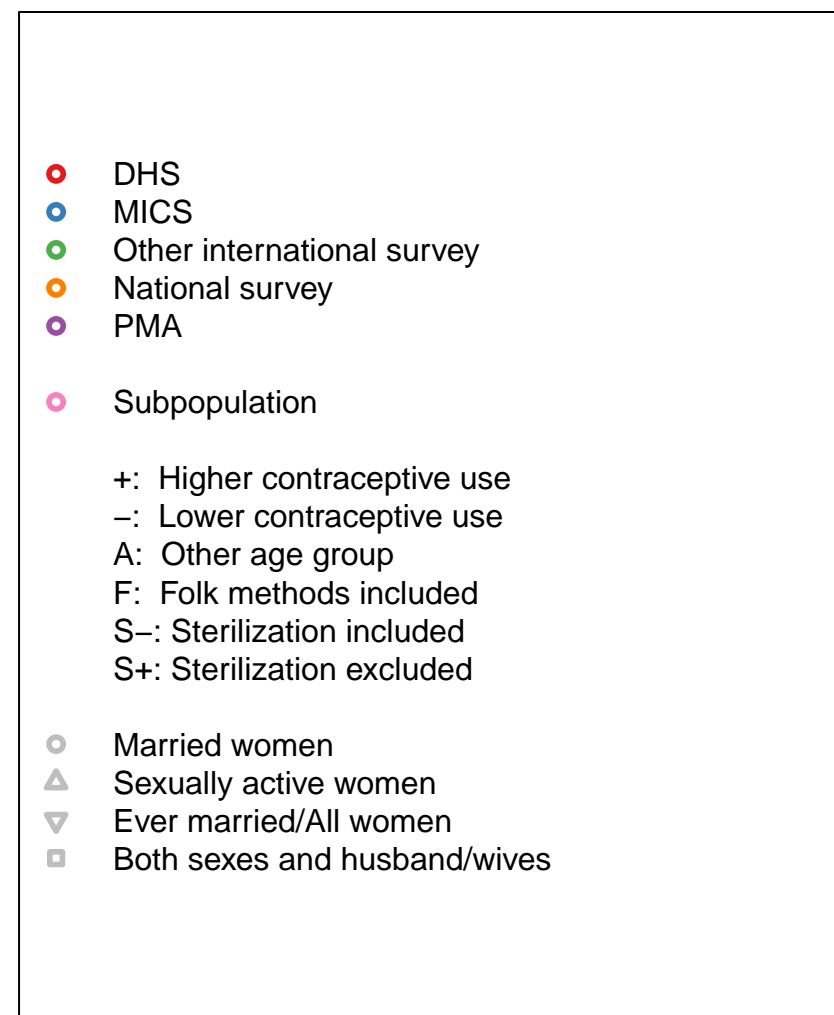 DHS
MICS
Other international survey
National survey
PMA
Subpopulation
+: Higher contraceptive use
−: Lower contraceptive use
A: Other age group
F: Folk methods included
S−: Sterilization included
S+: Sterilization excluded
Married women
Sexually active women
Ever married/All women
Both sexes and husband/wives